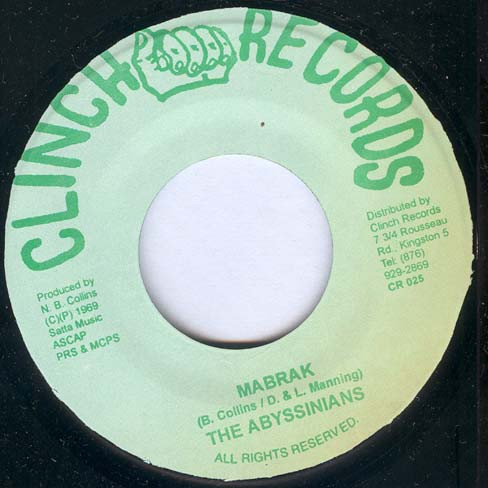 CLINCH RECORDS
Produced by
N. B. Collins
(C)(P) 1969
Satta Music
ASCAP
PRS & MCPS
Distributed by
Clinch Records
7 3/4 Rousseau
Rd., Kingston 5
Tel: (876)
929-2869
CR 025
MABRAK
(B. Collins / D. & L. Manning)
THE ABYSSINIANS
ALL RIGHTS RESERVED.